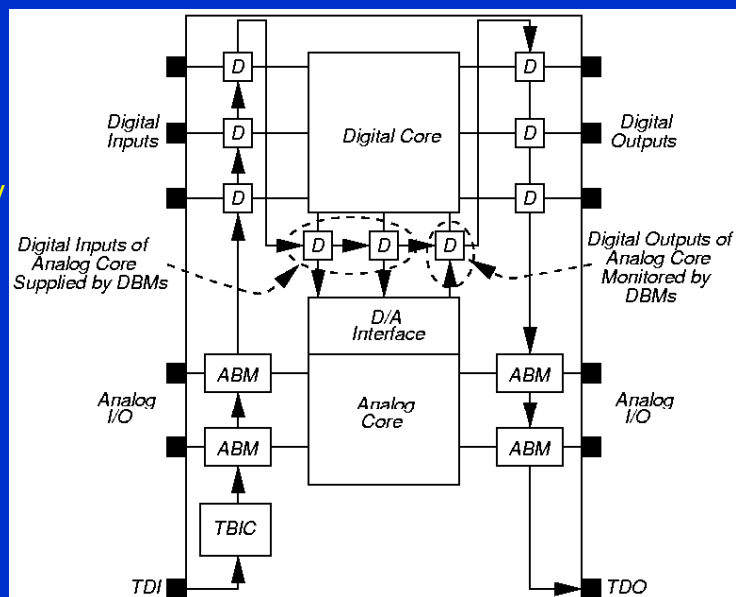 D
D
Digital
Inputs
D
Digital Core
D
Digital
Outputs
D
D
Digital Inputs of
Analog Core
Supplied by DBMs
D
D
D
Digital Outputs of
Analog Core
Monitored by
DBMs
D/A
Interface
Analog
I/O
ABM
ABM
Analog
Core
ABM
ABM
Analog
I/O
TBIC
TDI
TDO